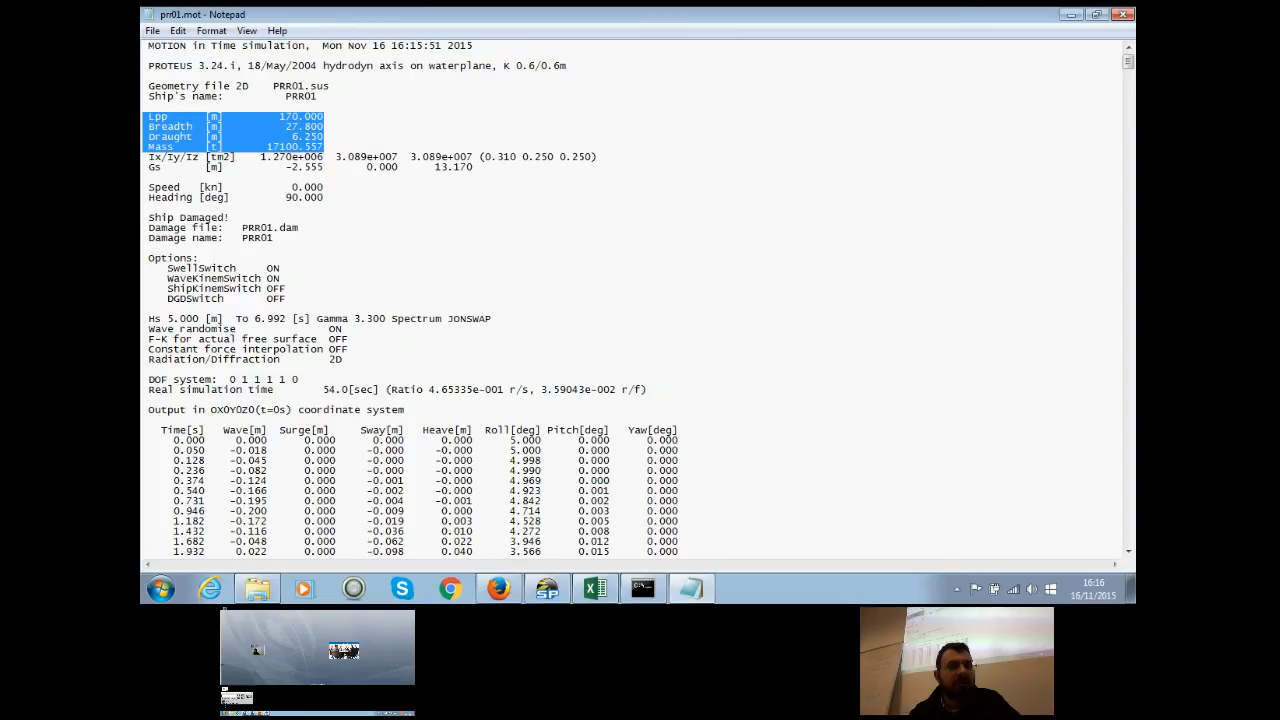 prr01.mot - Notepad
File Edit Format View Help
MOTION in Time simulation, Mon Nov 16 16:15:51 2015
PROTEUS 3.24.i, 18/May/2004 hydrodyn axis on waterplane, K 0.6/0.6m
Geometry file 2D PRR01.sus
Ship's name: PRR01
Lpp [m] 170.000
Breadth [m] 27.800
Draught [m] 6.250
Mass [t] 17100.557
Ix/Iy/Iz [tm2] 1.270e+006 3.089e+007 3.089e+007 (0.310 0.250 0.250)
Gs [m] -2.555 0.000 13.170
Speed [kn] 0.000
Heading [deg] 90.000
Ship Damaged!
Damage file: PRR01.dam
Damage name: PRR01
Options:
SwellSwitch ON
WaveKinemSwitch ON
ShipKinemSwitch OFF
DGDSwitch OFF
Hs 5.000 [m] To 6.992 [s] Gamma 3.300 Spectrum JONSWAP
Wave randomise ON
F-K for actual free surface OFF
Constant force interpolation OFF
Radiation/Diffraction 2D
DOF system: 0 1 1 1 1 0
Real simulation time 54.0[sec] (Ratio 4.65335e-001 r/s, 3.59043e-002 r/f)
Output in OX0Y0Z0(t=0s) coordinate system
Time[s] Wave[m] Surge[m] Sway[m] Heave[m] Roll[deg] Pitch[deg] Yaw[deg]
0.000 0.000 0.000 0.000 0.000 5.000 0.000 0.000
0.050 -0.018 0.000 -0.000 -0.000 5.000 0.000 0.000
0.128 -0.045 0.000 -0.000 -0.000 4.998 0.000 0.000
0.236 -0.082 0.000 -0.000 -0.000 4.990 0.000 0.000
0.374 -0.124 0.000 -0.001 -0.000 4.969 0.000 0.000
0.540 -0.166 0.000 -0.002 -0.000 4.923 0.001 0.000
0.731 -0.195 0.000 -0.004 -0.001 4.842 0.002 0.000
0.946 -0.200 0.000 -0.009 0.000 4.714 0.003 0.000
1.182 -0.172 0.000 -0.019 0.003 4.528 0.005 0.000
1.432 -0.116 0.000 -0.036 0.010 4.272 0.008 0.000
1.682 -0.048 0.000 -0.062 0.022 3.946 0.012 0.000
1.932 0.022 0.000 -0.098 0.040 3.566 0.015 0.000
16:16
16/11/2015